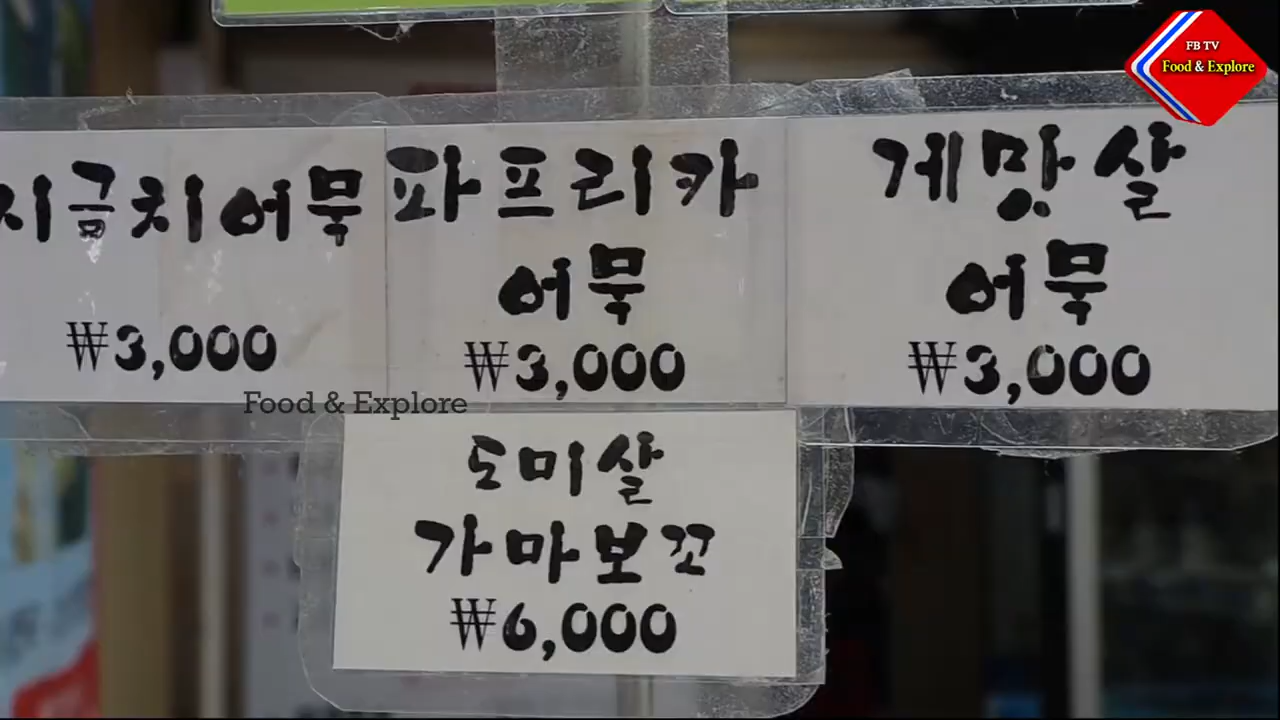 FB TV
Food & Explore
지금치어묵
₩3,000
파프리카
어묵
₩3,000
게맛살
어묵
₩3,000
Food & Explore
도미살
가마보꼬
₩6,000